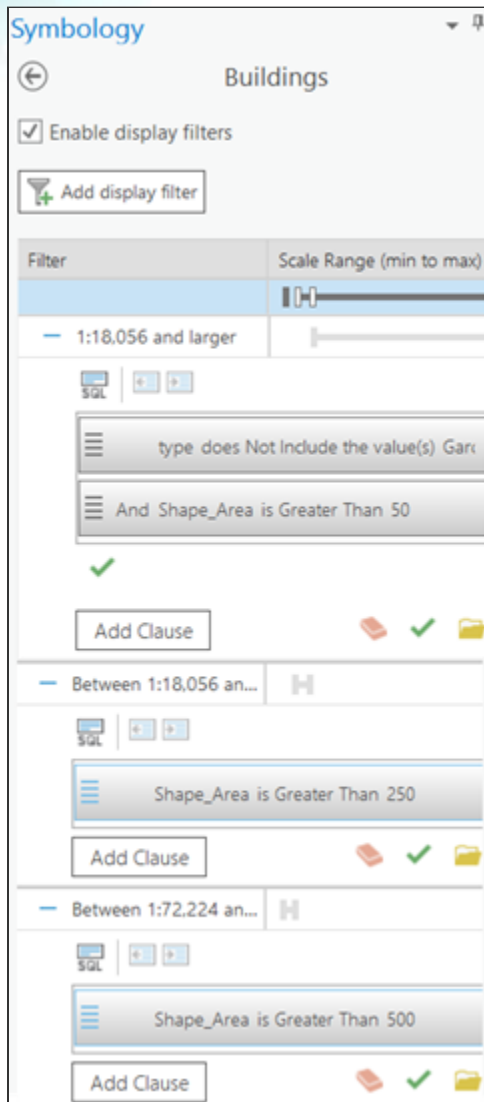 Symbology
Buildings
Enable display filters
Add display filter
Filter Scale Range (min to max)
1:18,056 and larger
SQL
type does Not Include the value(s)
And Shape_Area is Greater Than 50
Add Clause
Between 1:18,056 an...
SQL
Shape_Area is Greater Than 250
Add Clause
Between 1:72,224 an...
SQL
Shape_Area is Greater Than 500
Add Clause